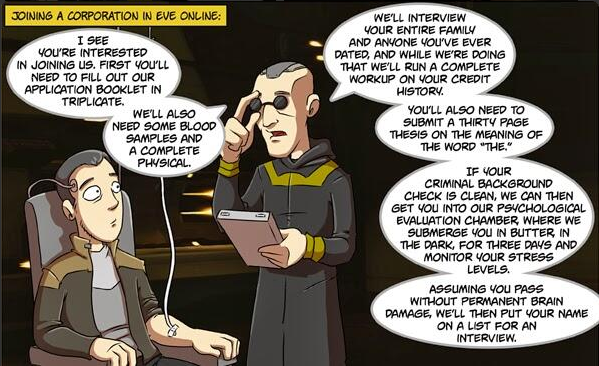 JOINING A CORPORATION IN EVE ONLINE:
I SEE
YOU'RE INTERESTED
IN JOINING US. FIRST YOU'LL
NEED TO FILL OUT OUR
APPLICATION BOOKLET IN
TRIPLICATE.
WE'LL ALSO
NEED SOME BLOOD
SAMPLES AND
A COMPLETE
PHYSICAL.
WE'LL INTERVIEW
YOUR ENTIRE FAMILY
AND ANYONE YOU'VE EVER
DATED, AND WHILE WE'RE DOING
THAT WE'LL RUN A COMPLETE
WORKUP ON YOUR CREDIT
HISTORY.
YOU'LL ALSO NEED TO
SUBMIT A THIRTY PAGE
THESIS ON THE MEANING OF
THE WORD "THE."
IF YOUR
CRIMINAL BACKGROUND
CHECK IS CLEAN, WE CAN THEN
GET YOU INTO OUR PSYCHOLOGICAL
EVALUATION CHAMBER, WHERE WE
SUBMERGE YOU IN BUTTER, IN
THE DARK, FOR THREE DAYS AND
MONITOR YOUR STRESS
LEVELS.
ASSUMING YOU PASS
WITHOUT PERMANENT BRAIN
DAMAGE, WE'LL THEN PUT YOUR NAME
ON A LIST FOR AN
INTERVIEW.